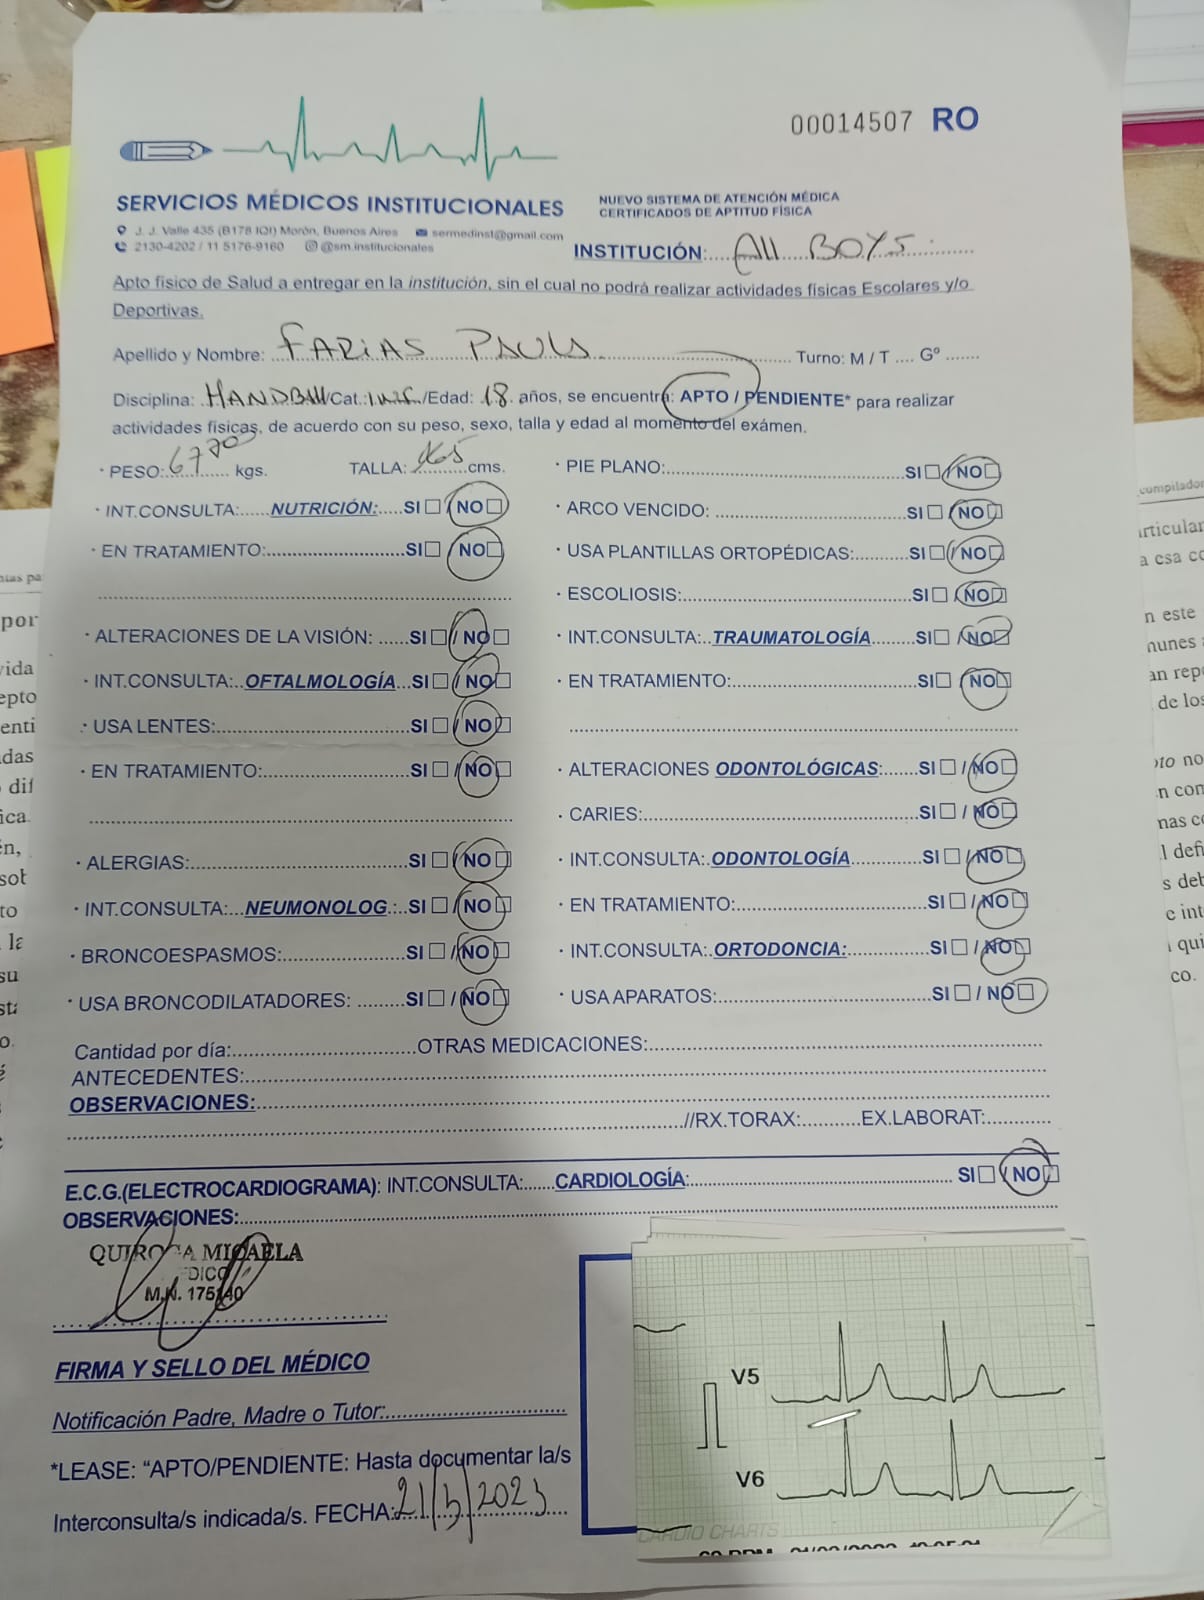 00014507 RO
SERVICIOS MÉDICOS INSTITUCIONALES
J. J. Valle 435 (B178 IQI) Morón, Buenos Aires sermedinst@gmail.com
2130-4202 / 11 5176-9160 @sm.institucionales
NUEVO SISTEMA DE ATENCIÓN MÉDICA
CERTIFICADOS DE APTITUD FÍSICA
INSTITUCIÓN: All BOYS
Apto físico de Salud a entregar en la institución, sin el cual no podrá realizar actividades físicas Escolares y/o
Deportivas.
Apellido y Nombre: FARIAS PAULA Turno: M / T .... Gº .......
Disciplina: HANDBALL/Cat.: /Edad: 18 años, se encuentra: APTO / PENDIENTE* para realizar
actividades físicas, de acuerdo con su peso, sexo, talla y edad al momento del exámen.
· PESO: kgs. TALLA: 165 cms.
· INT.CONSULTA:......NUTRICIÓN:.....SI / NO
· EN TRATAMIENTO:........SI / NO
· ALTERACIONES DE LA VISIÓN: ......SI / NO
· INT.CONSULTA:..OFTALMOLOGÍA...SI / NO
· USA LENTES:........SI / NO
· EN TRATAMIENTO:........SI / NO
· ALERGIAS:........SI / NO
· INT.CONSULTA:...NEUMONOLOG.:...SI / NO
· BRONCOESPASMOS:........SI / NO
· USA BRONCODILATADORES: ........SI / NO
· PIE PLANO:........SI / NO
· ARCO VENCIDO: ........SI / NO
· USA PLANTILLAS ORTOPÉDICAS:..........SI / NO
· ESCOLIOSIS:........SI / NO
· INT.CONSULTA:..TRAUMATOLOGÍA........SI / NO
· EN TRATAMIENTO:........SI / NO
· ALTERACIONES ODONTOLÓGICAS:.......SI / NO
· CARIES:........SI / NO
· INT.CONSULTA:.ODONTOLOGÍA........SI / NO
· EN TRATAMIENTO:........SI / NO
· INT.CONSULTA:.ORTODONCIA:........SI / NO
· USA APARATOS:........SI / NO
Cantidad por día:........OTRAS MEDICACIONES:........
ANTECEDENTES:........
OBSERVACIONES:........
//RX.TORAX:..........EX.LABORAT:...........
E.C.G.(ELECTROCARDIOGRAMA): INT.CONSULTA:......CARDIOLOGÍA:........ SI / NO
OBSERVACIONES:........
QUIROGA MICAELA
M.N.
FIRMA Y SELLO DEL MÉDICO
Notificación Padre, Madre o Tutor:........
*LEASE: “APTO/PENDIENTE: Hasta documentar la/s
Interconsulta/s indicada/s. FECHA: 21/3/2023
V5
V6
CARDIO CHARTS